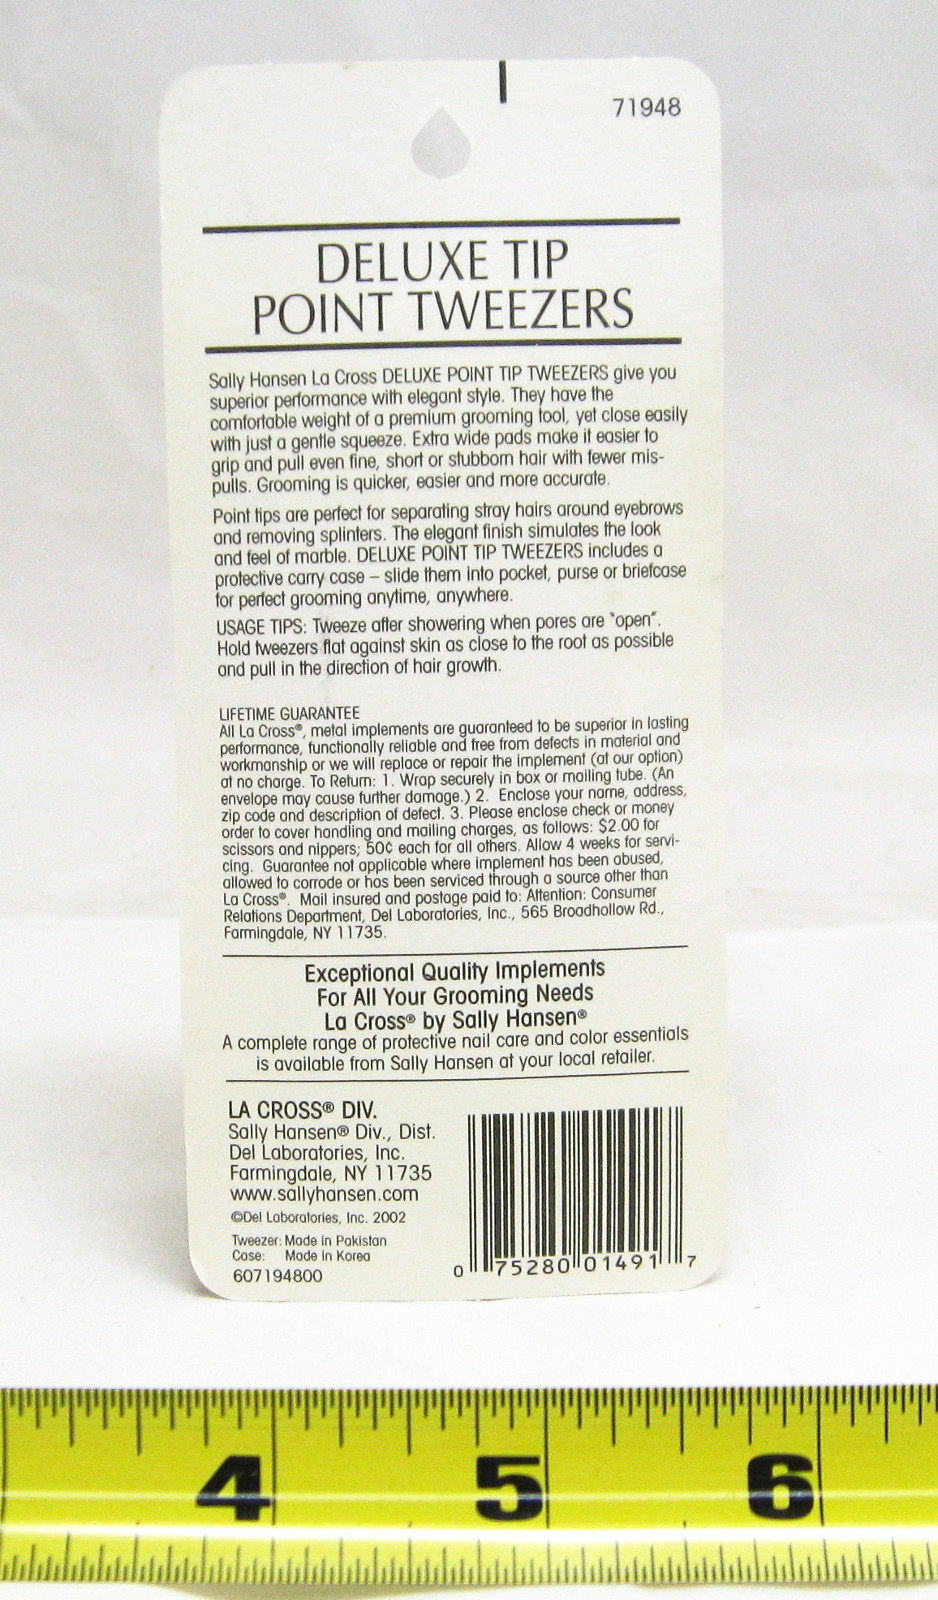 71948
DELUXE TIP
POINT TWEEZERS
Sally Hansen La Cross DELUXE POINT TIP TWEEZERS give you
superior performance with elegant style. They have the
comfortable weight of a premium grooming tool, yet close easily
with just a gentle squeeze. Extra wide pads make it easier to
grip and pull even fine, short or stubborn hair with fewer mis-
pulls. Grooming is quicker, easier and more accurate.
Point tips are perfect for separating stray hairs around eyebrows
and removing splinters. The elegant finish simulates the look
and feel of marble. DELUXE POINT TIP TWEEZERS includes a
protective carry case – slide them into pocket, purse or briefcase
for perfect grooming anytime, anywhere.
USAGE TIPS: Tweeze after showering when pores are "open".
Hold tweezers flat against skin as close to the root as possible
and pull in the direction of hair growth.
LIFETIME GUARANTEE
All La Cross®, metal implements are guaranteed to be superior in lasting
performance, functionally reliable and free from defects in material and
workmanship or we will replace or repair the implement (at our option)
at no charge. To Return: 1. Wrap securely in box or mailing tube. (An
envelope may cause further damage.) 2. Enclose your name, address,
zip code and description of defect. 3. Please enclose check or money
order to cover handling and mailing charges, as follows: $2.00 for
scissors and nippers; 50¢ each for all others. Allow 4 weeks for servi-
cing. Guarantee not applicable where implement has been abused,
allowed to corrode or has been serviced through a source other than
La Cross®. Mail insured and postage paid to: Attention: Consumer
Relations Department, Del Laboratories, Inc., 565 Broadhollow Rd.,
Farmingdale, NY 11735.
Exceptional Quality Implements
For All Your Grooming Needs
La Cross® by Sally Hansen®
A complete range of protective nail care and color essentials
is available from Sally Hansen at your local retailer.
LA CROSS® DIV.
Sally Hansen® Div., Dist.
Del Laboratories, Inc.
Farmingdale, NY 11735
www.sallyhansen.com
©Del Laboratories, Inc. 2002
Tweezer: Made in Pakistan
Case: Made in Korea
607194800
0 75280 01491 7
4 5 6